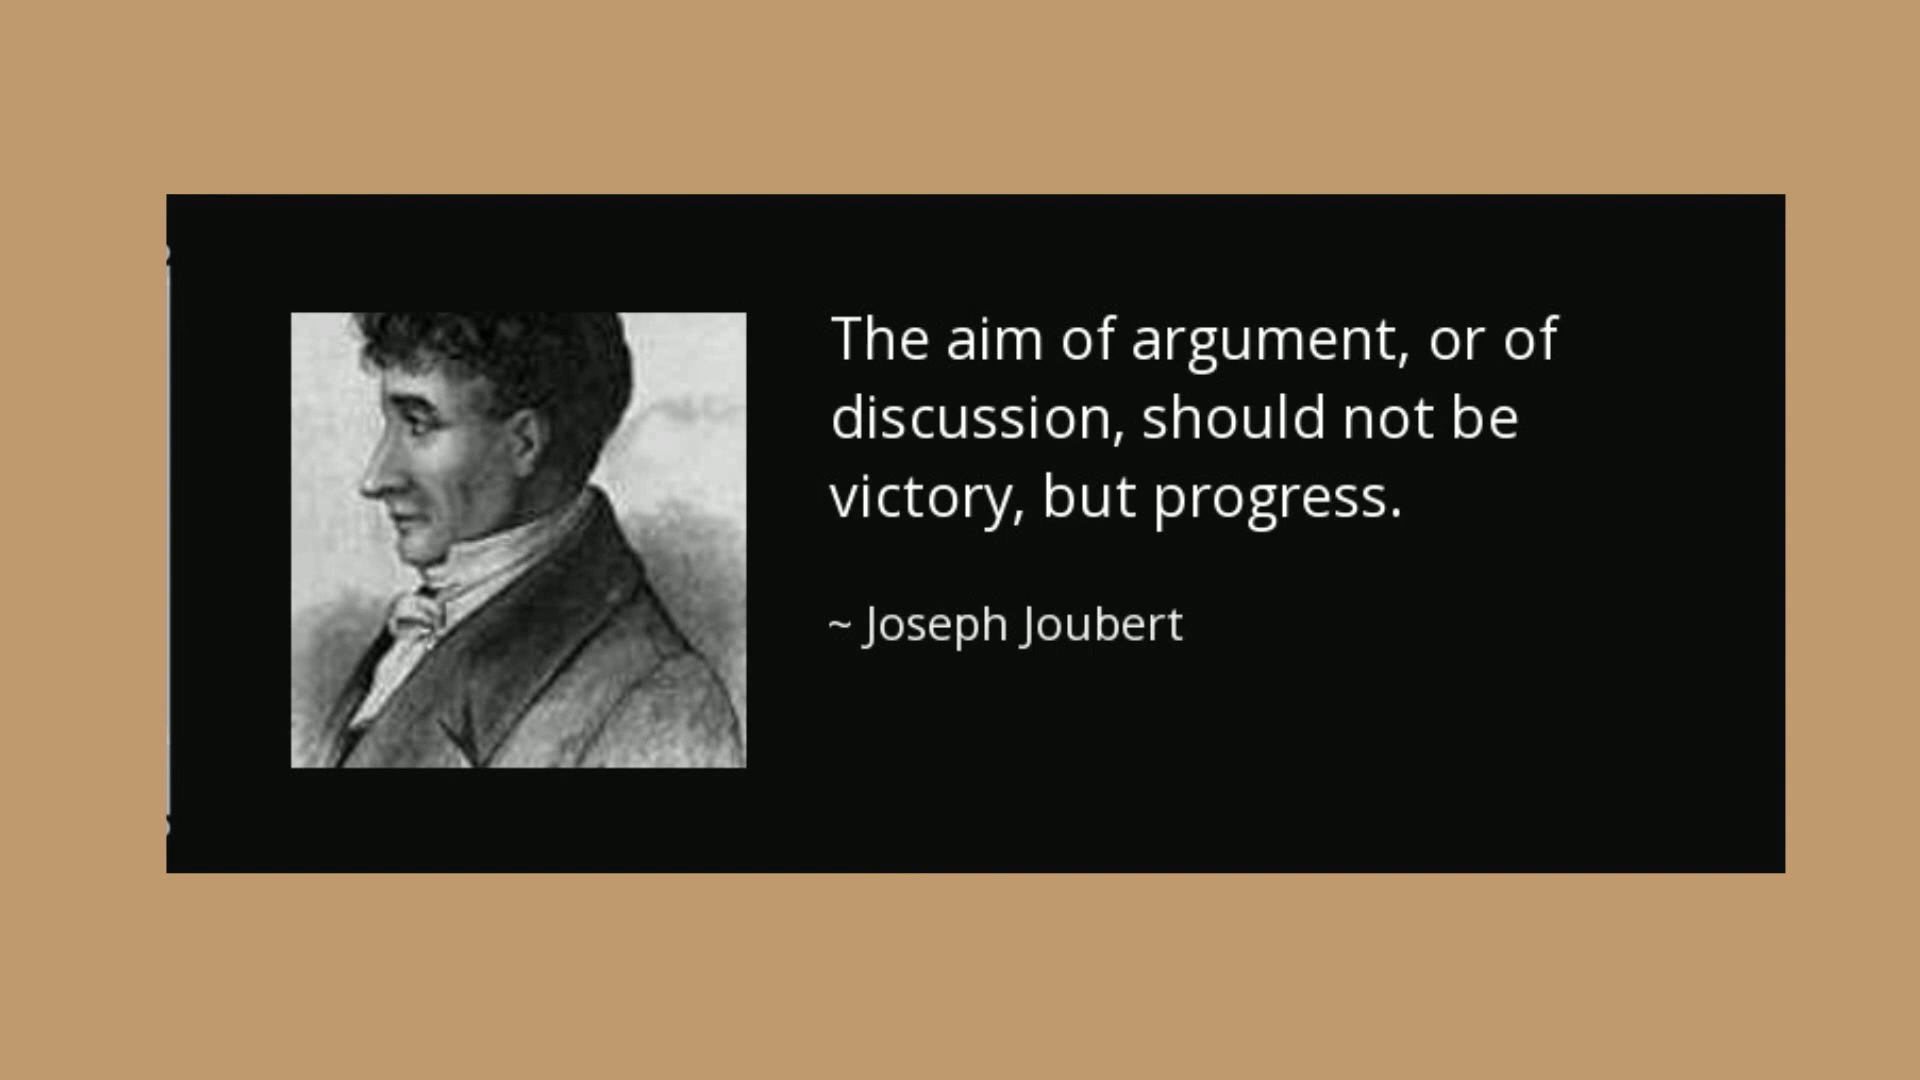 The aim of argument, or of
discussion, should not be
victory, but progress.
~ Joseph Joubert